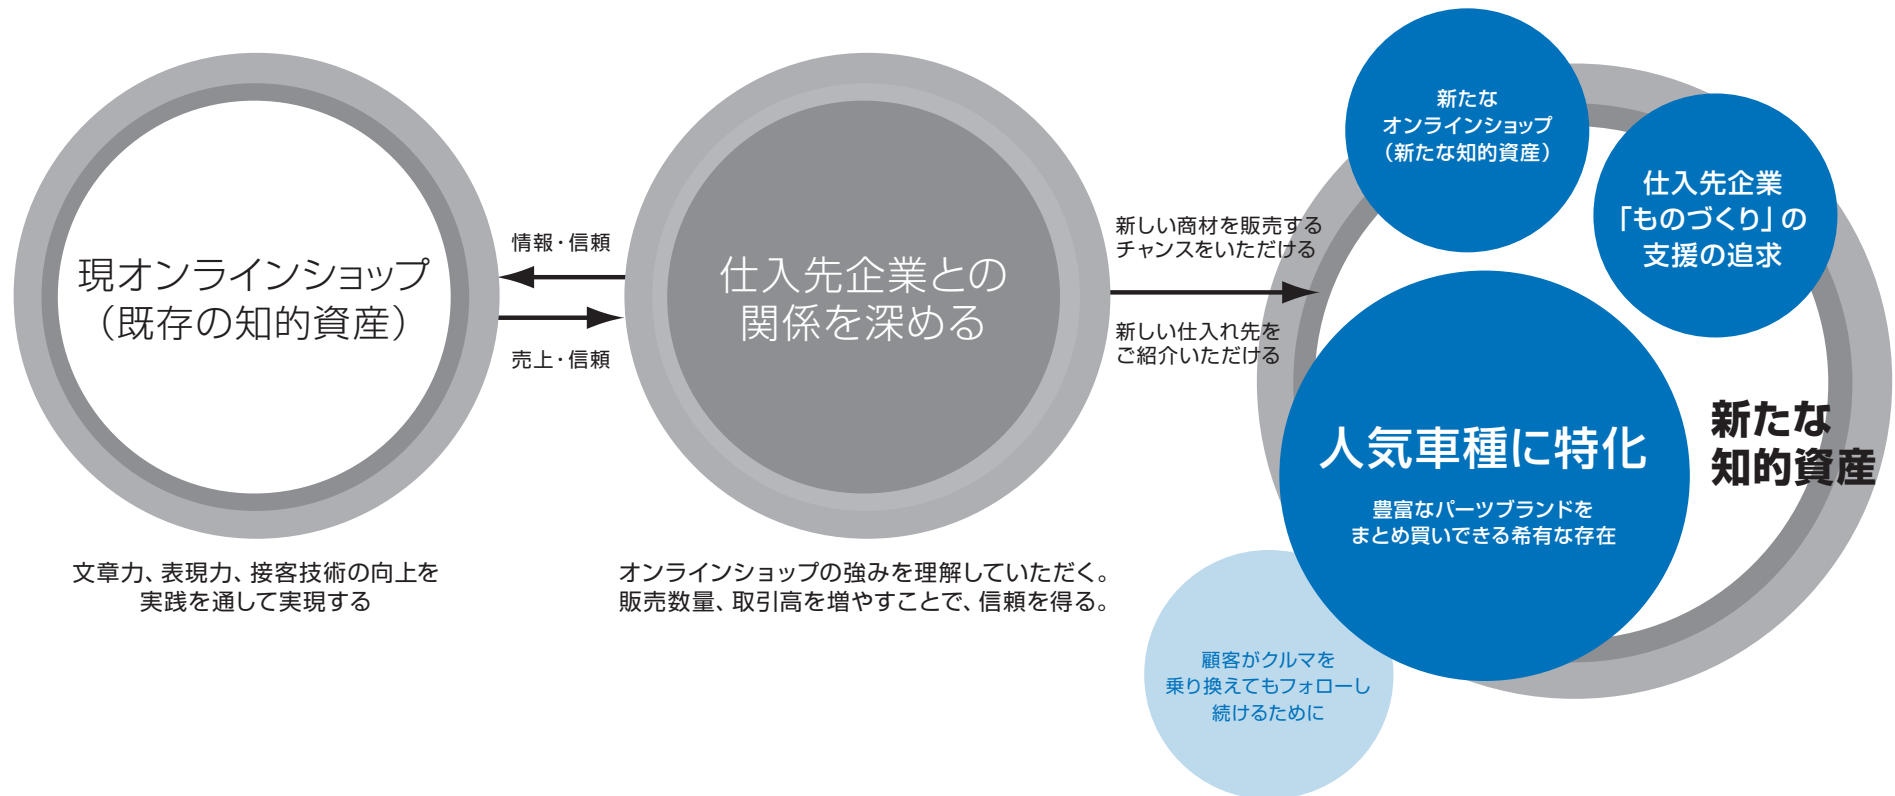 現オンラインショップ
（既存の知的資産）
文章力、表現力、接客技術の向上を
実践を通して実現する
情報・信頼
売上・信頼
仕入先企業との
関係を深める
オンラインショップの強みを理解していただく。
販売数量、取引高を増やすことで、信頼を得る。
新しい商材を販売する
チャンスをいただける
新しい仕入れ先を
ご紹介いただける
新たな
オンラインショップ
（新たな知的資産）
仕入先企業
「ものづくり」の
支援の追求
人気車種に特化
豊富なパーツブランドを
まとめ買いできる希有な存在
新たな
知的資産
顧客がクルマを
乗り換えてもフォローし
続けるために